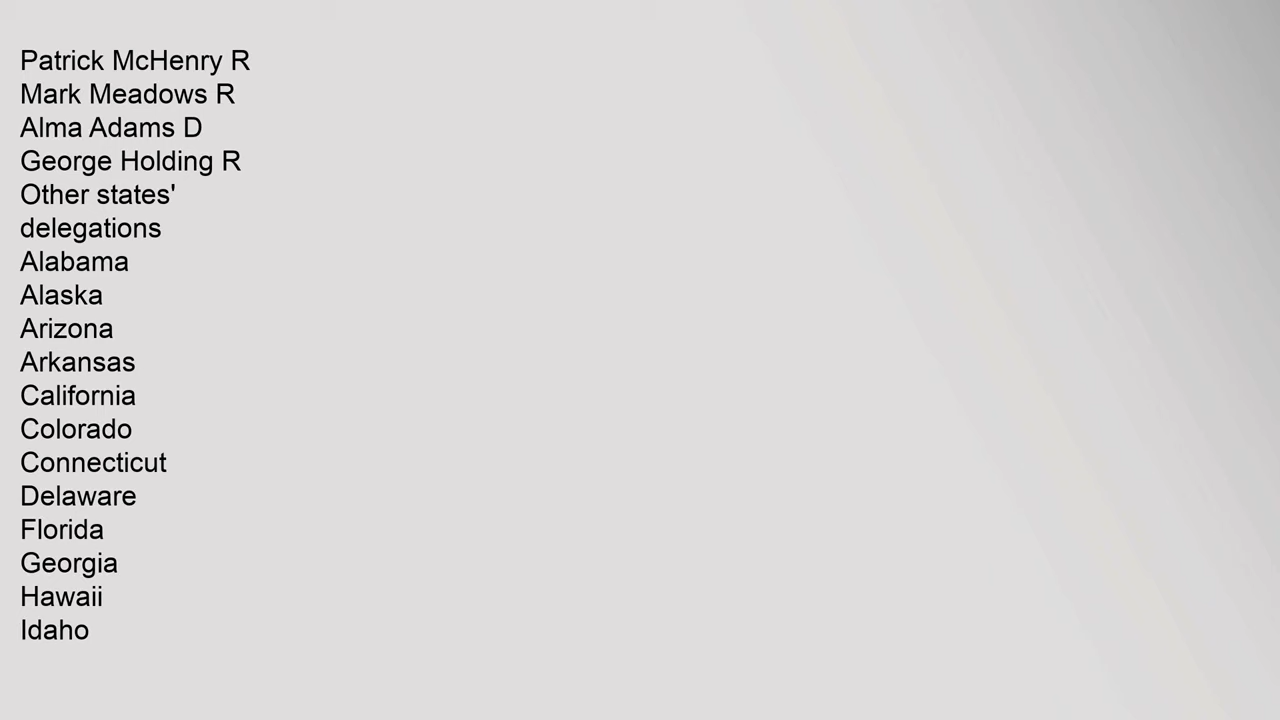 Patrick McHenry R
Mark Meadows R
Alma Adams D
George Holding R
Other states'
delegations
Alabama
Alaska
Arizona
Arkansas
California
Colorado
Connecticut
Delaware
Florida
Georgia
Hawaii
Idaho